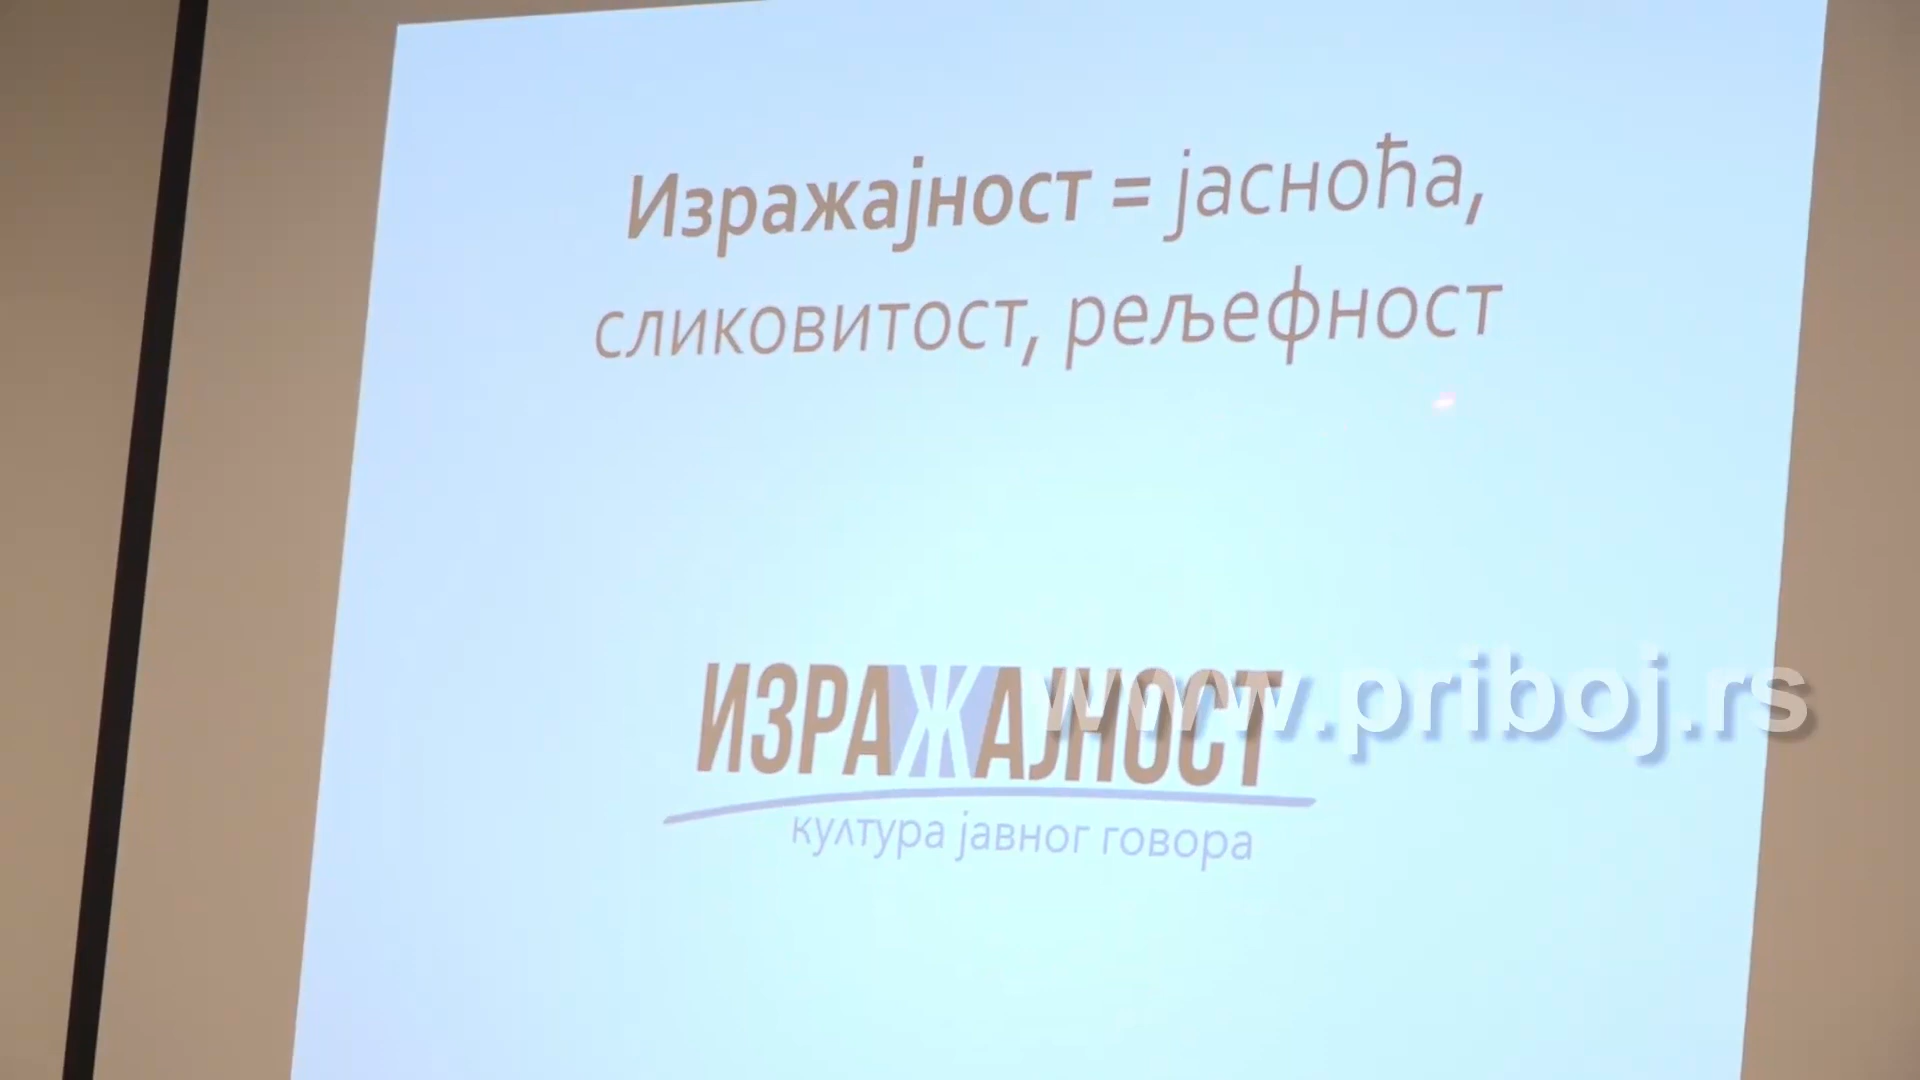 Изражајност = јасноћа,
сликовитост, рељефност
ИЗРАЖАЈНОСТ
www.priboj.rs
култура јавног говора